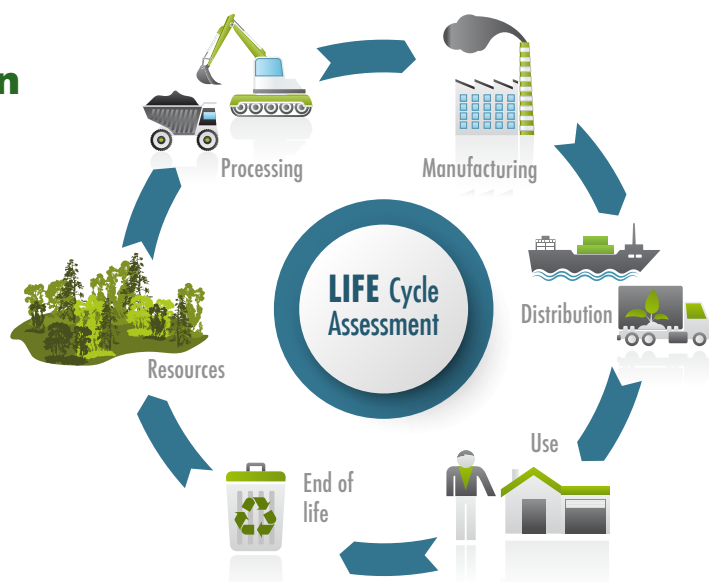 n
Processing
Manufacturing
LIFE Cycle
Assessment
Distribution
Resources
Use
End of
life